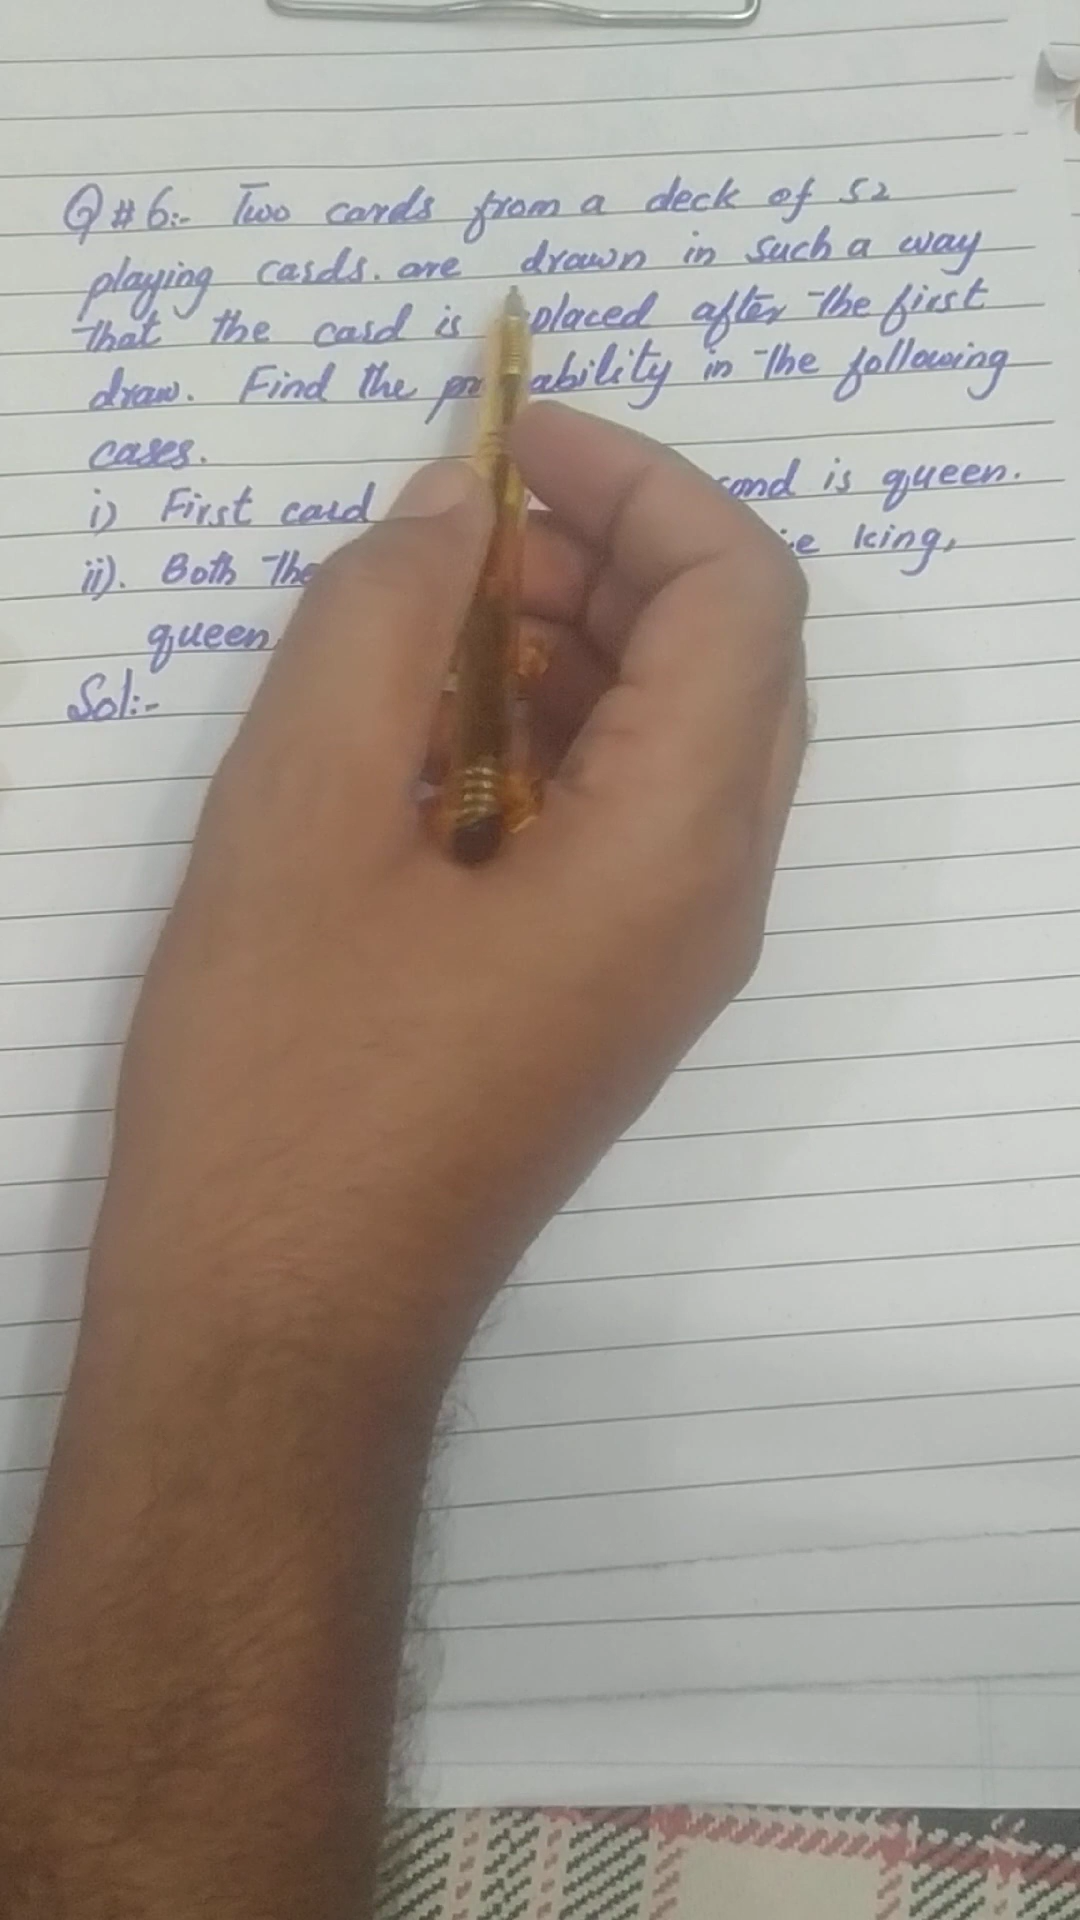 Q#6:- Two cards from a deck of 52
playing cards. are drawn in such a way
that the card is placed after the first
draw. Find the ability in the following
cases.
i) First card is queen.
ii). Both the king,
queen
Sol:-